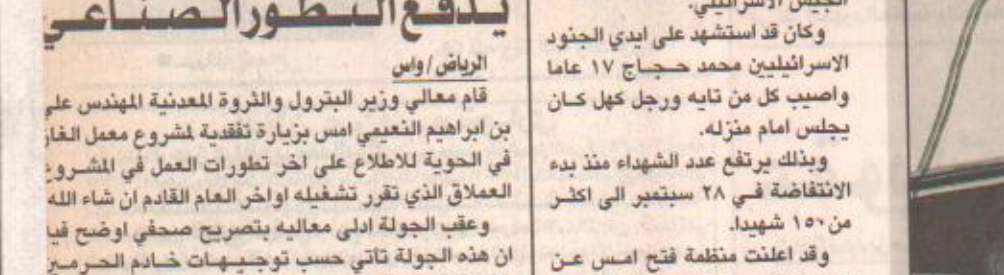 الجيش الاسرائيلي.
وكان قد استشهد على ايدي الجنود
الاسرائيليين محمد حجاج ١٧ عاما
واصيب كل من تايه ورجل كهل كان
يجلس امام منزله.
وبذلك يرتفع عدد الشهداء منذ بدء
الانتفاضة في ٢٨ سبتمبر الى اكثر
من ١٥٠ شهيدا.
وقد اعلنت منظمة فتح امس عن
يدفع التطور الصناعي
الرياض/واس
قام معالي وزير البترول والثروة المعدنية المهندس علي
بن ابراهيم النعيمي امس بزيارة تفقدية لمشروع معمل الغاز
في الحوية للاطلاع على اخر تطورات العمل في المشروع
العملاق الذي تقرر تشغيله اواخر العام القادم ان شاء الله
وعقب الجولة ادلى معاليه بتصريح صحفي اوضح فيا
ان هذه الجولة تاتي حسب توجيهات خادم الحرمين